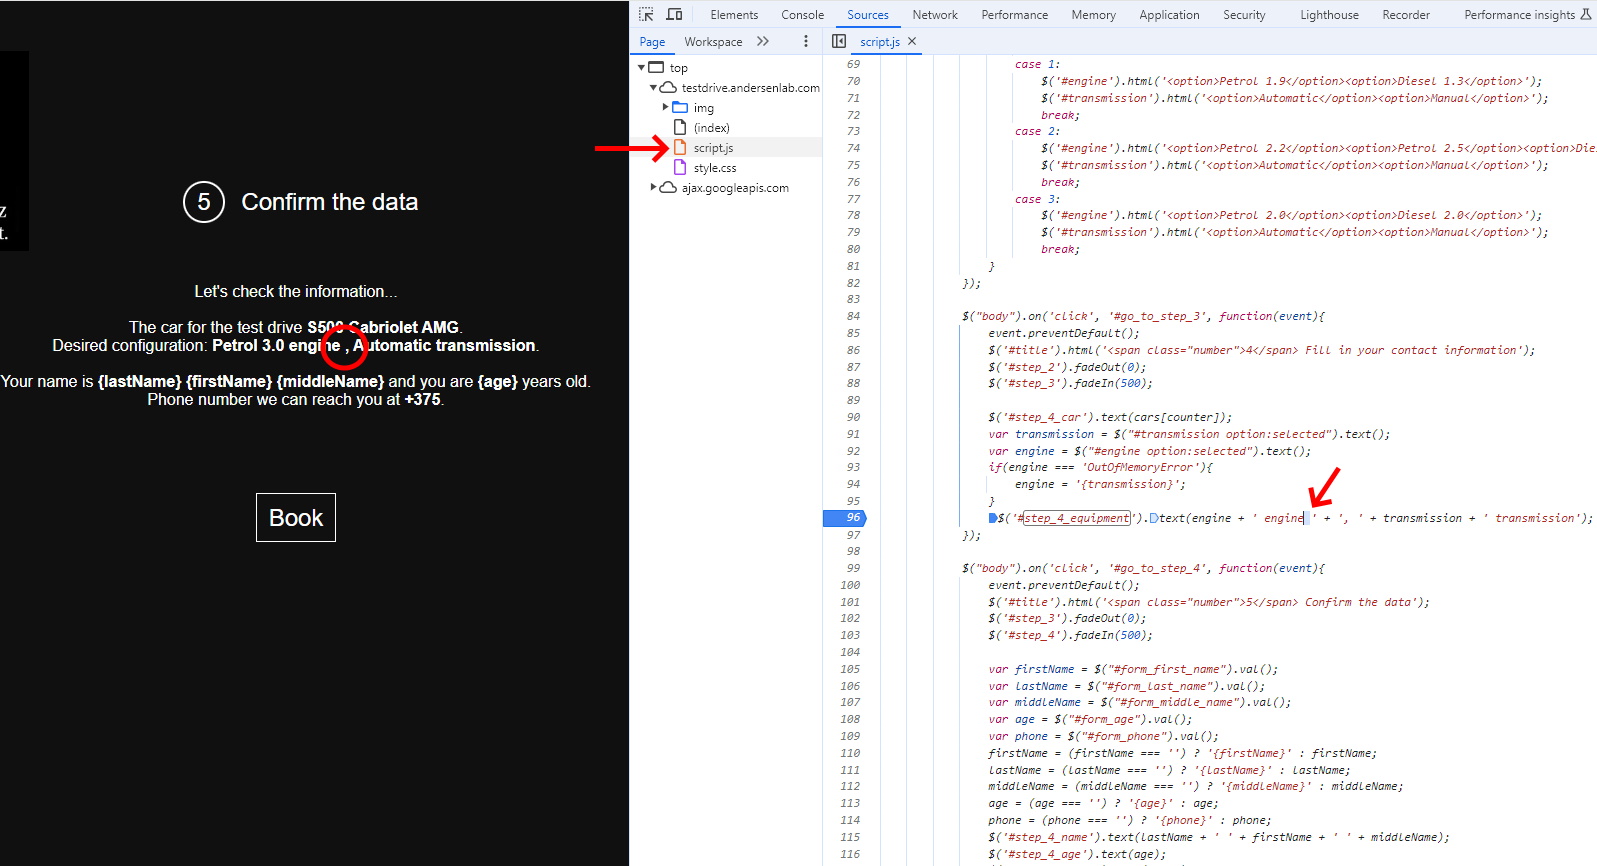 Elements Console Sources Network Performance Memory Application Security Lighthouse Recorder Performance insights
Page Workspace
script.js
top
testdrive.andersenlab.com
img
(index)
script.js
style.css
ajax.googleapis.com
z
t.
5 Confirm the data
Let's check the information...
The car for the test drive S500 Cabriolet AMG.
Desired configuration: Petrol 3.0 engine , Automatic transmission.
Your name is {lastName} {firstName} {middleName} and you are {age} years old.
Phone number we can reach you at +375.
Book
69 case 1:
70 $('#engine').html('<option>Petrol 1.9</option><option>Diesel 1.3</option>');
71 $('#transmission').html('<option>Automatic</option><option>Manual</option>');
72 break;
73 case 2:
74 $('#engine').html('<option>Petrol 2.2</option><option>Petrol 2.5</option><option>Die
75 $('#transmission').html('<option>Automatic</option><option>Manual</option>');
76 break;
77 case 3:
78 $('#engine').html('<option>Petrol 2.0</option><option>Diesel 2.0</option>');
79 $('#transmission').html('<option>Automatic</option><option>Manual</option>');
80 break;
81 }
82 });
83
84 $("body").on('click', '#go_to_step_3', function(event){
85 event.preventDefault();
86 $('#title').html('<span class="number">4</span> Fill in your contact information');
87 $('#step_2').fadeOut(0);
88 $('#step_3').fadeIn(500);
89
90 $('#step_4_car').text(cars[counter]);
91 var transmission = $("#transmission option:selected").text();
92 var engine = $("#engine option:selected").text();
93 if(engine === 'OutOfMemoryError'){
94 engine = '{transmission}';
95 }
96 $('#step_4_equipment').text(engine + ' engine ' + ', ' + transmission + ' transmission');
97 });
98
99 $("body").on('click', '#go_to_step_4', function(event){
100 event.preventDefault();
101 $('#title').html('<span class="number">5</span> Confirm the data');
102 $('#step_3').fadeOut(0);
103 $('#step_4').fadeIn(500);
104
105 var firstName = $("#form_first_name").val();
106 var lastName = $("#form_last_name").val();
107 var middleName = $("#form_middle_name").val();
108 var age = $("#form_age").val();
109 var phone = $("#form_phone").val();
110 firstName = (firstName === '') ? '{firstName}' : firstName;
111 lastName = (lastName === '') ? '{lastName}' : lastName;
112 middleName = (middleName === '') ? '{middleName}' : middleName;
113 age = (age === '') ? '{age}' : age;
114 phone = (phone === '') ? '{phone}' : phone;
115 $('#step_4_name').text(lastName + ' ' + firstName + ' ' + middleName);
116 $('#step_4_age').text(age);